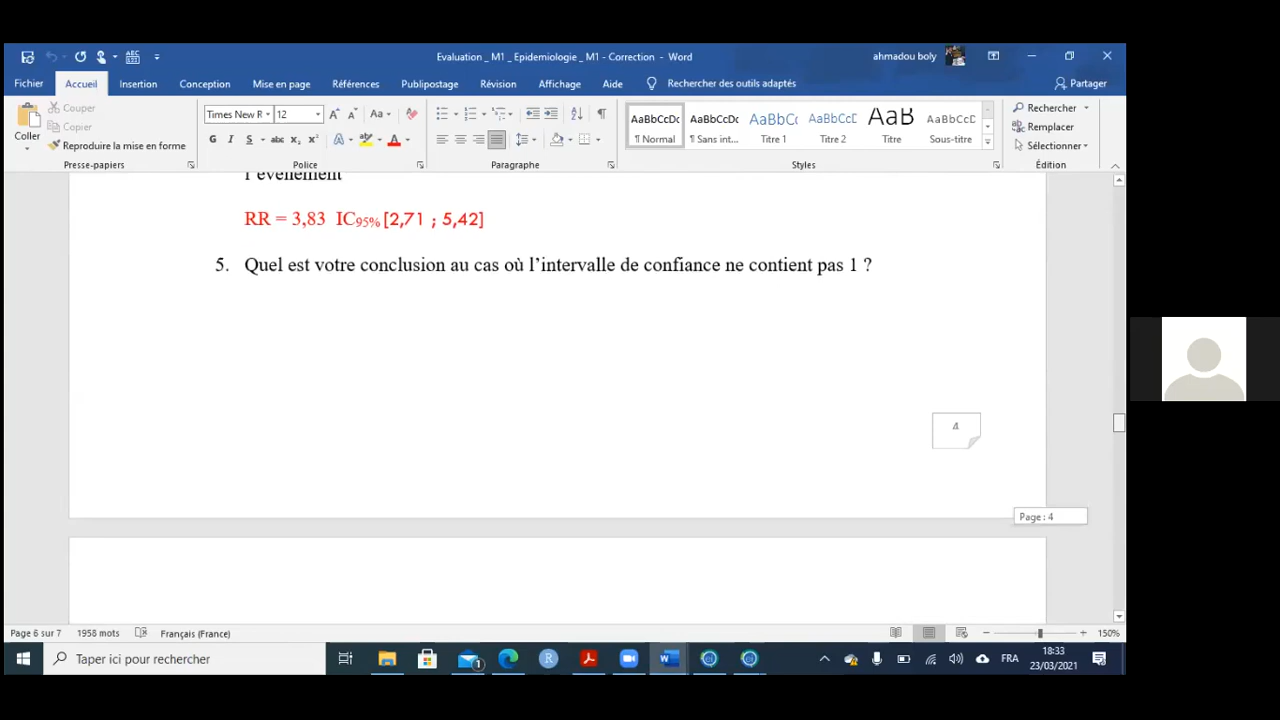 Evaluation _ M1 _ Epidemiologie _ M1 - Correction - Word
ahmadou boly
Fichier Accueil Insertion Conception Mise en page Références Publipostage Révision Affichage Aide Rechercher des outils adaptés Partager
Coller
Couper
Copier
Reproduire la mise en forme
Presse-papiers
Times New R 12
Police
Paragraphe
AaBbCcDc
¶ Normal
AaBbCcDc
¶ Sans int...
AaBbCc
Titre 1
AaBbCcD
Titre 2
AaB
Titre
AaBbCcD
Sous-titre
Styles
Rechercher
Remplacer
Sélectionner
Édition
l'évènement
RR = 3,83 IC95% [2,71 ; 5,42]
5. Quel est votre conclusion au cas où l'intervalle de confiance ne contient pas 1 ?
4
Page : 4
Page 6 sur 7 1958 mots Français (France) 150%
Taper ici pour rechercher
FRA
18:33
23/03/2021